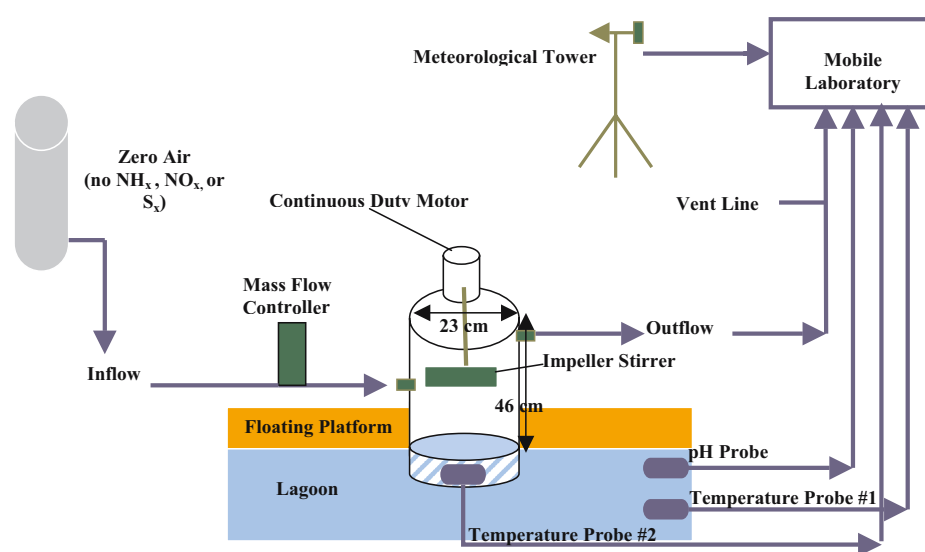 Meteorological Tower
Mobile
Laboratory
Zero Air
(no NHx , NOx, or
Sx)
Continuous Duty Motor
Vent Line
Mass Flow
Controller
23 cm
Outflow
Inflow
Impeller Stirrer
46 cm
Floating Platform
pH Probe
Lagoon
Temperature Probe #1
Temperature Probe #2